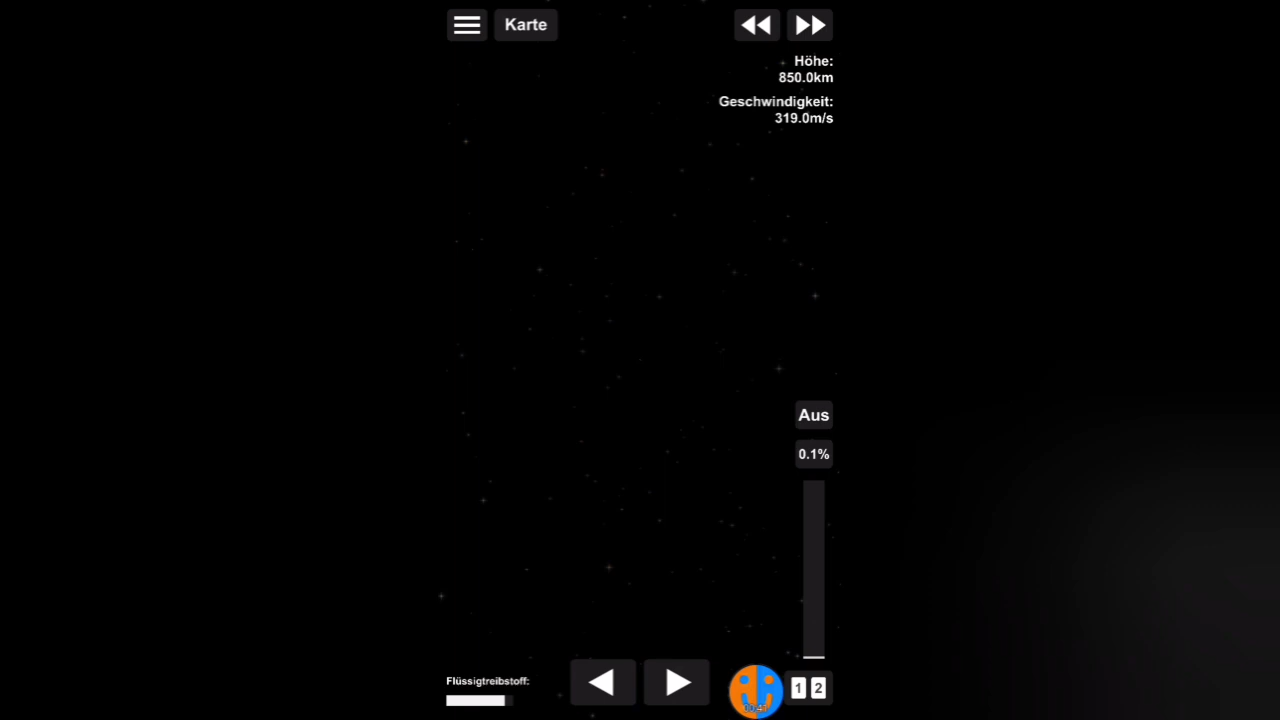 Karte
Höhe:
850.0km
Geschwindigkeit:
319.0m/s
Aus
0.1%
Flüssigtreibstoff:
1 2